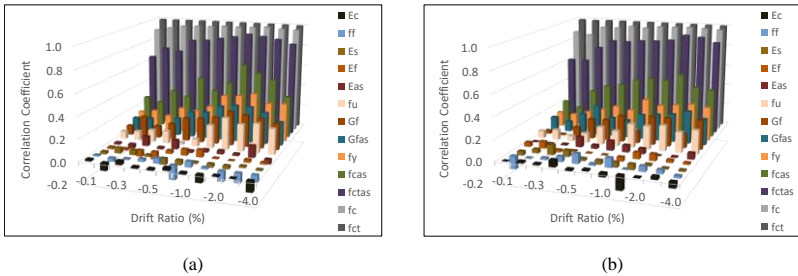 Correlation Coefficient
1.0
0.8
0.6
0.4
0.2
0.0
-0.2
-0.1
-0.3
-0.5
-1.0
-2.0
-4.0
Drift Ratio (%)
Ec
ff
Es
Ef
Eas
fu
Gf
Gfas
fy
fcas
fctas
fc
fct
(a)
Correlation Coefficient
1.0
0.8
0.6
0.4
0.2
0.0
-0.2
-0.1
-0.3
-0.5
-1.0
-2.0
-4.0
Drift Ratio (%)
Ec
ff
Es
Ef
Eas
fu
Gf
Gfas
fy
fcas
fctas
fc
fct
(b)